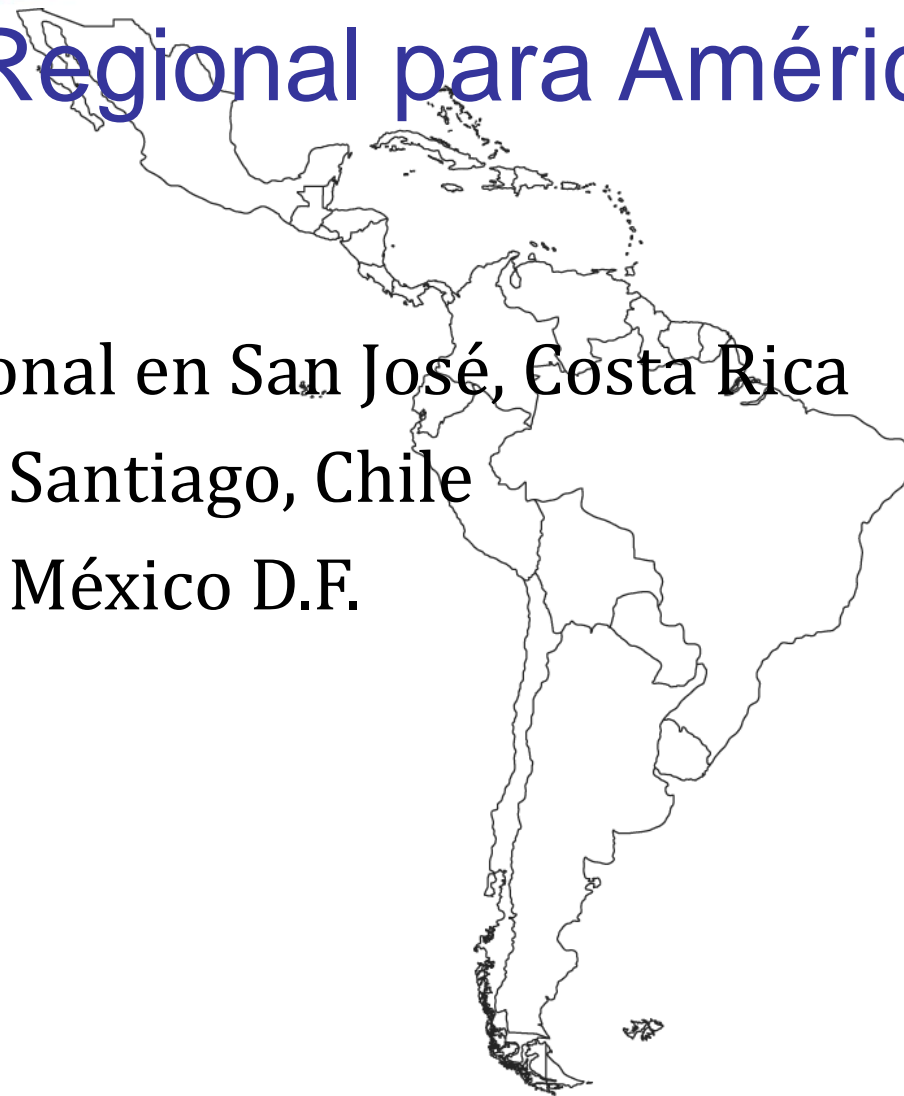 Regional para Améric
onal en San José, Costa Rica
Santiago, Chile
México D.F.